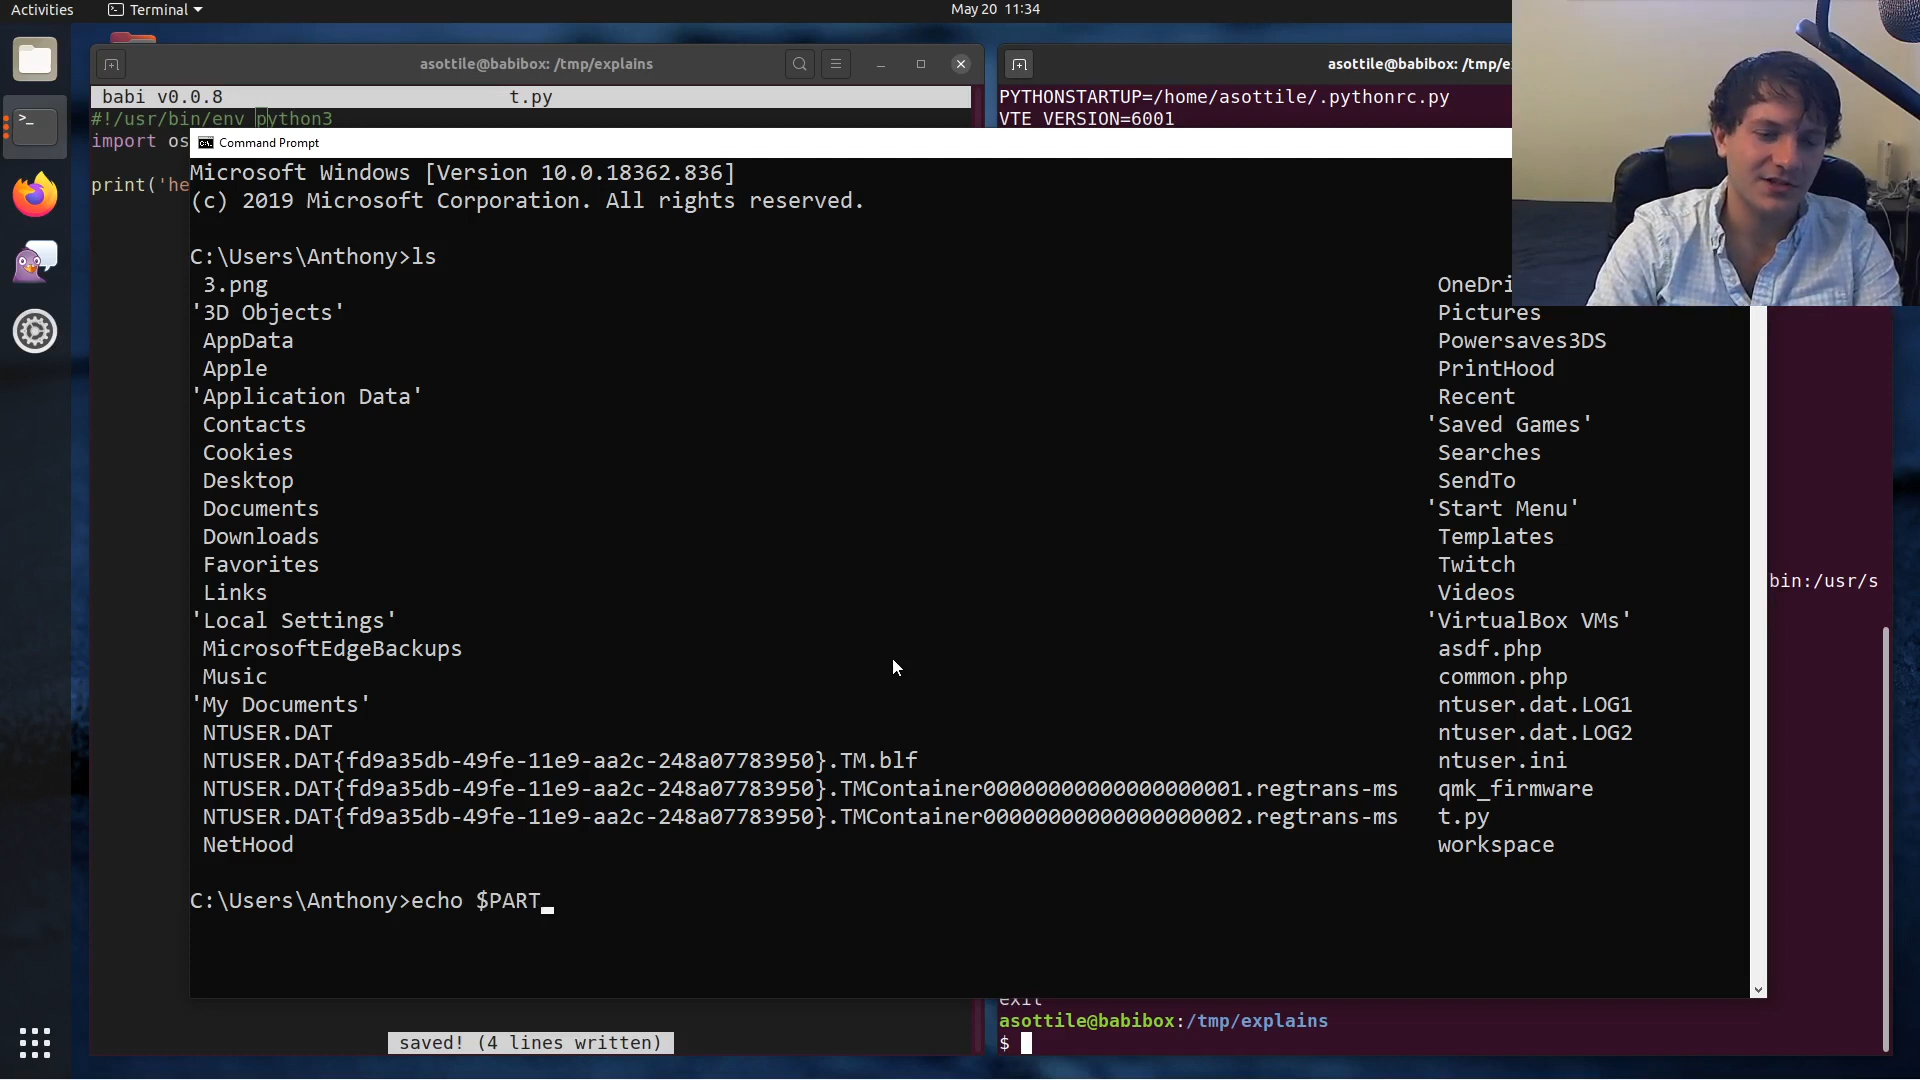 Activities
Terminal
May 20 11:34
asottile@babibox: /tmp/explains
babi v0.0.8 t.py
#!/usr/bin/env python3
import os
print('he
saved! (4 lines written)
asottile@babibox: /tmp/e
PYTHONSTARTUP=/home/asottile/.pythonrc.py
VTE_VERSION=6001
Command Prompt
Microsoft Windows [Version 10.0.18362.836]
(c) 2019 Microsoft Corporation. All rights reserved.
C:\Users\Anthony>ls
3.png OneDri
'3D Objects' Pictures
AppData Powersaves3DS
Apple PrintHood
'Application Data' Recent
Contacts 'Saved Games'
Cookies Searches
Desktop SendTo
Documents 'Start Menu'
Downloads Templates
Favorites Twitch
Links Videos
'Local Settings' 'VirtualBox VMs'
MicrosoftEdgeBackups asdf.php
Music common.php
'My Documents' ntuser.dat.LOG1
NTUSER.DAT ntuser.dat.LOG2
NTUSER.DAT{fd9a35db-49fe-11e9-aa2c-248a07783950}.TM.blf ntuser.ini
NTUSER.DAT{fd9a35db-49fe-11e9-aa2c-248a07783950}.TMContainer00000000000000000001.regtrans-ms qmk_firmware
NTUSER.DAT{fd9a35db-49fe-11e9-aa2c-248a07783950}.TMContainer00000000000000000002.regtrans-ms t.py
NetHood workspace
C:\Users\Anthony>echo $PART
bin:/usr/s
exit
asottile@babibox:/tmp/explains
$